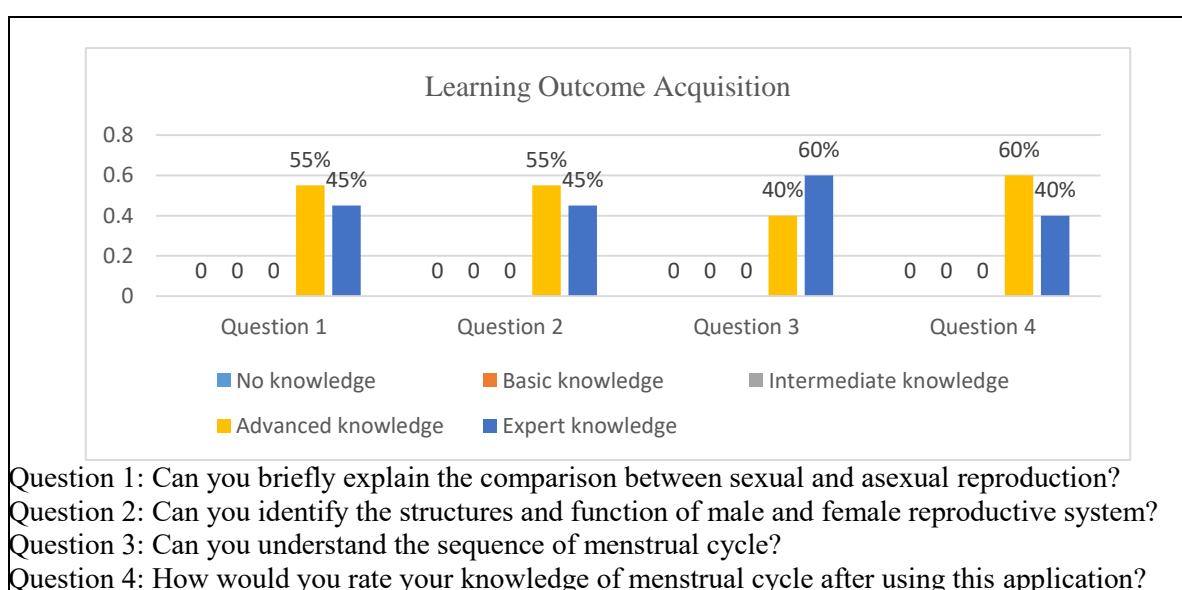 Learning Outcome Acquisition
0.8
0.6
0.4
0.2
0
0 0 0 55% 45%
0 0 0 55% 45%
0 0 0 40% 60%
0 0 0 60% 40%
Question 1 Question 2 Question 3 Question 4
No knowledge Basic knowledge Intermediate knowledge
Advanced knowledge Expert knowledge
Question 1: Can you briefly explain the comparison between sexual and asexual reproduction?
Question 2: Can you identify the structures and function of male and female reproductive system?
Question 3: Can you understand the sequence of menstrual cycle?
Question 4: How would you rate your knowledge of menstrual cycle after using this application?